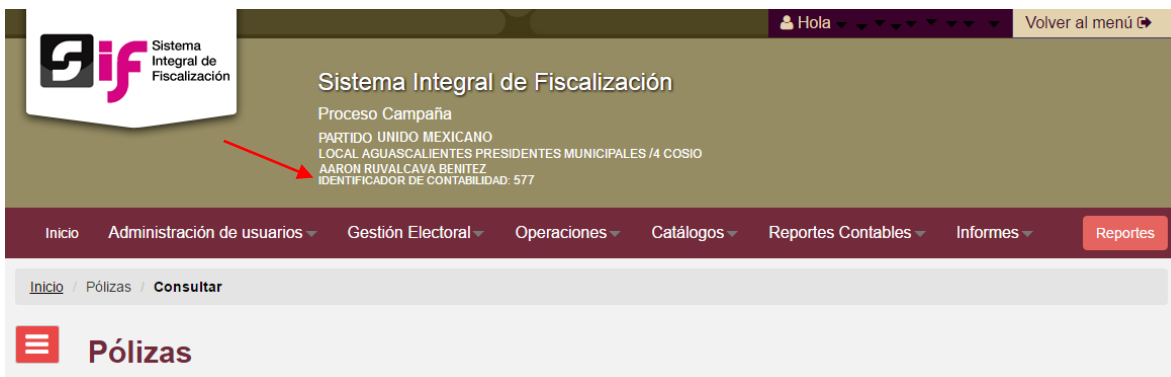 Hola
Volver al menú
sif Sistema
Integral de
Fiscalización
Sistema Integral de Fiscalización
Proceso Campaña
PARTIDO UNIDO MEXICANO
LOCAL AGUASCALIENTES PRESIDENTES MUNICIPALES /4 COSIO
AARON RUVALCAVA BENITEZ
IDENTIFICADOR DE CONTABILIDAD: 577
Inicio Administración de usuarios Gestión Electoral Operaciones Catálogos Reportes Contables Informes Reportes
Inicio / Pólizas / Consultar
Pólizas